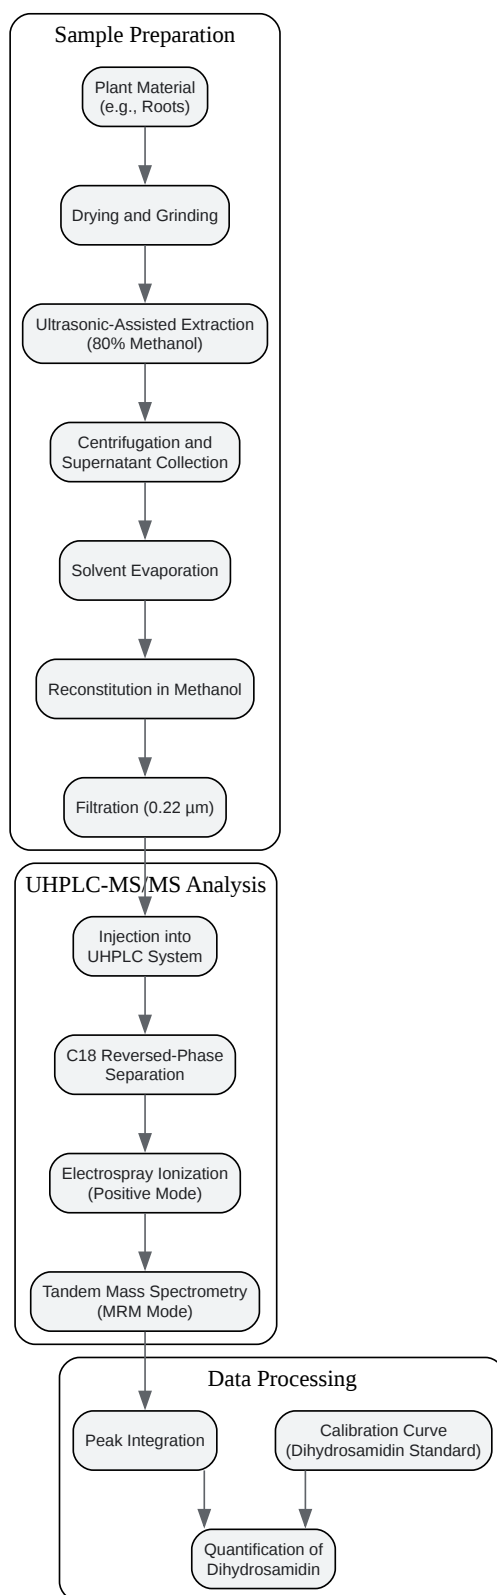 Sample Preparation
Plant Material
(e.g., Roots)
Drying and Grinding
Ultrasonic-Assisted Extraction
(80% Methanol)
Centrifugation and
Supernatant Collection
Solvent Evaporation
Reconstitution in Methanol
Filtration (0.22 µm)
UHPLC-MS/MS Analysis
Injection into
UHPLC System
C18 Reversed-Phase
Separation
Electrospray Ionization
(Positive Mode)
Tandem Mass Spectrometry
(MRM Mode)
Data Processing
Peak Integration
Calibration Curve
(Dihydrosamidin Standard)
Quantification of
Dihydrosamidin